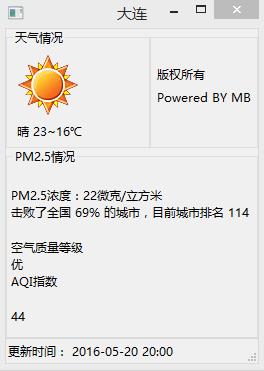 大连
天气情况
晴 23~16℃
版权所有
Powered BY MB
PM2.5情况
PM2.5浓度：22微克/立方米
击败了全国 69% 的城市，目前城市排名 114
空气质量等级
优
AQI指数
44
更新时间： 2016-05-20 20:00